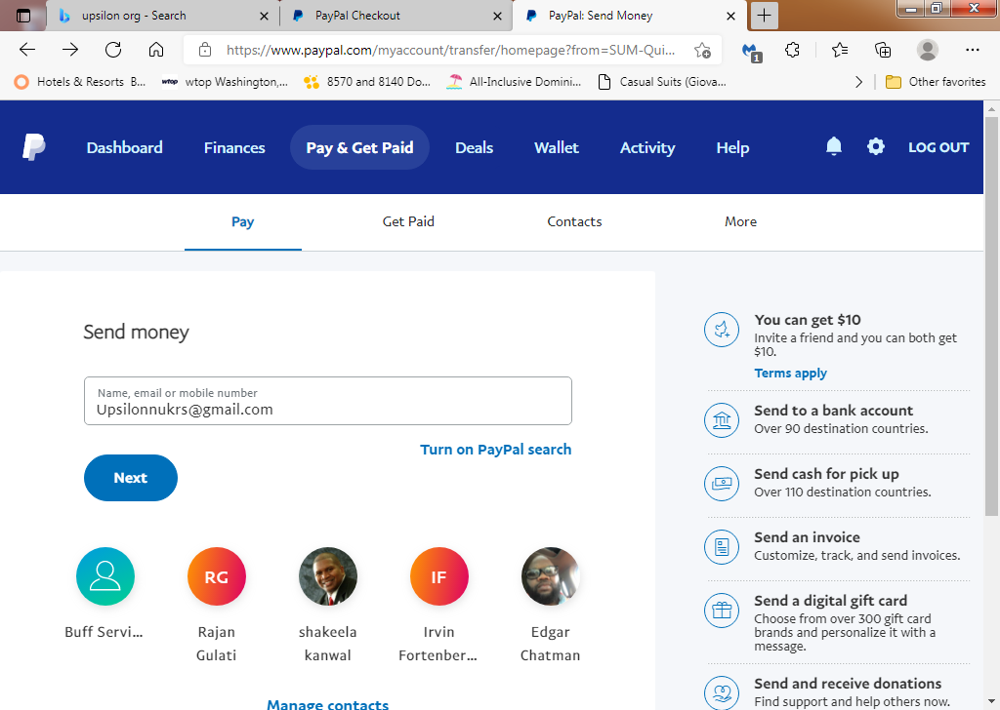 upsilon org - Search
PayPal Checkout
PayPal: Send Money
https://www.paypal.com/myaccount/transfer/homepage?from=SUM-Qui...
1
Hotels & Resorts B...
wtop
wtop Washington,...
8570 and 8140 Do...
All-Inclusive Domini...
Casual Suits (Giova...
Other favorites
Dashboard
Finances
Pay & Get Paid
Deals
Wallet
Activity
Help
LOG OUT
Pay
Get Paid
Contacts
More
Send money
Name, email or mobile number
Upsilonnukrs@gmail.com
Turn on PayPal search
Next
RG
IF
Buff Servi...
Rajan
Gulati
shakeela
kanwal
Irvin
Fortenber...
Edgar
Chatman
Manage contacts
You can get $10
Invite a friend and you can both get
$10.
Terms apply
Send to a bank account
Over 90 destination countries.
Send cash for pick up
Over 110 destination countries.
Send an invoice
Customize, track, and send invoices.
Send a digital gift card
Choose from over 300 gift card
brands and personalize it with a
message.
Send and receive donations
Find support and help others now.